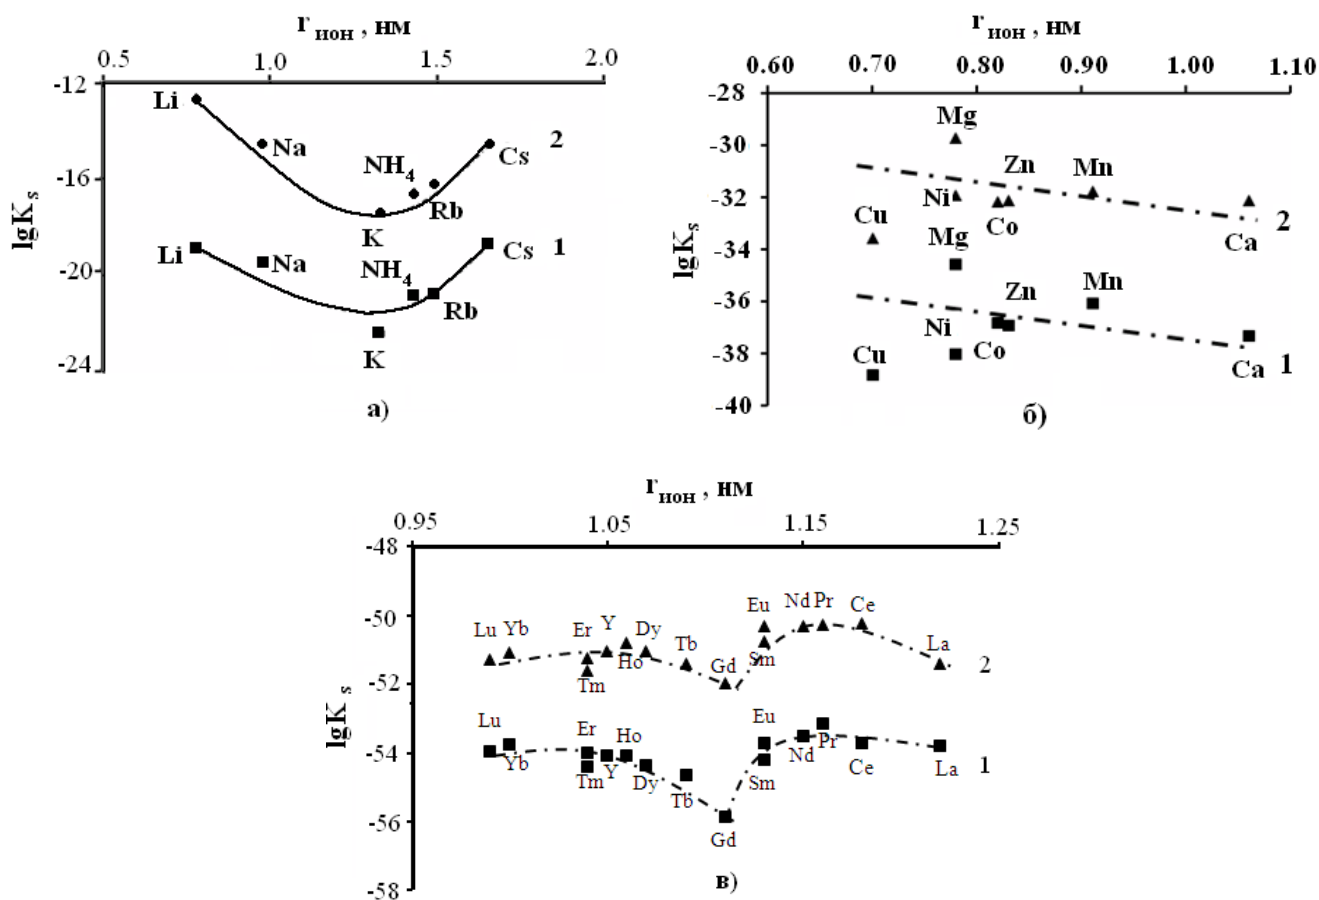 r ион , нм
0.5 1.0 1.5 2.0
-12
-16
-20
-24
lgK s
Li
Na
NH4
K
Rb
Cs
2
Li
Na
NH4
K
Rb
Cs
1
а)
r ион , нм
0.60 0.70 0.80 0.90 1.00 1.10
-28
-30
-32
-34
-36
-38
-40
lgK s
Mg
Zn
Mn
Ni
Cu
Co
Ca
2
Mg
Zn
Mn
Ni
Cu
Co
Ca
1
б)
r ион , нм
0.95 1.05 1.15 1.25
-48
-50
-52
-54
-56
-58
lgK s
Lu Yb Er Y Dy Tb Gd Eu Nd Pr Ce La
Tm Ho Sm
2
Lu Er Ho Eu
Yb Tm Y Dy Tb Gd Sm Nd Pr Ce La
1
в)